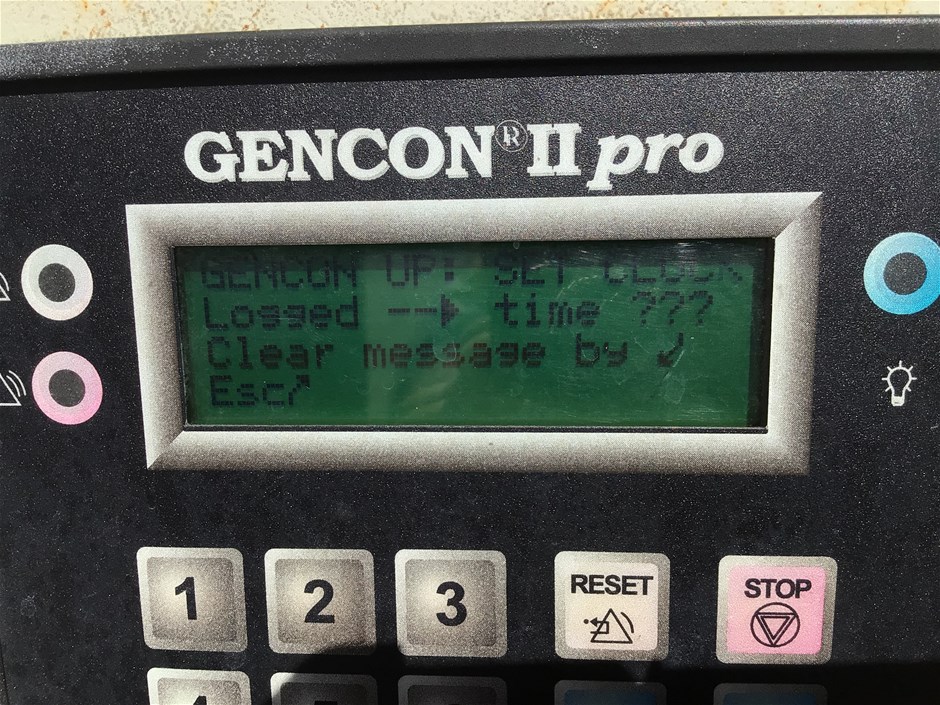 GENCON® II pro
GENCON UP: SET CLOCK
Logged --→ time ???
Clear message by ↙
Esc↗
1 2 3 RESET STOP